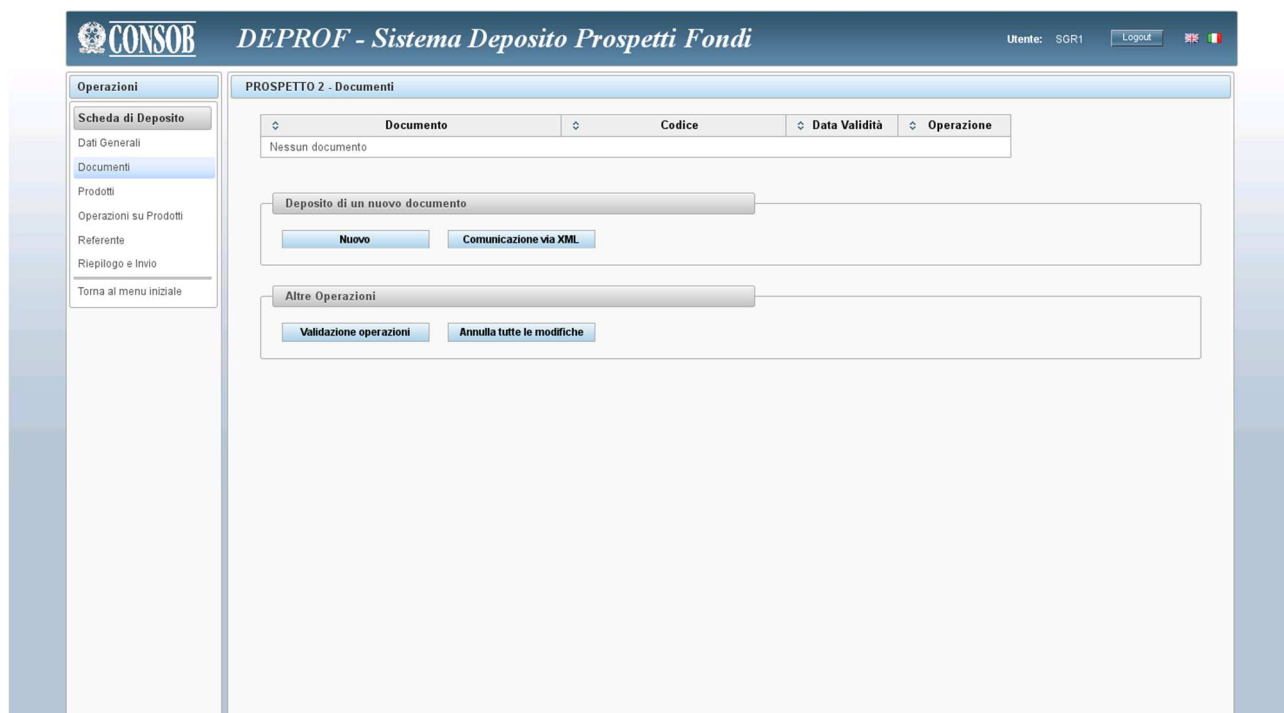 CONSOB DEPROF - Sistema Deposito Prospetti Fondi Utente: SGR1 Logout
Operazioni
Scheda di Deposito
Dati Generali
Documenti
Prodotti
Operazioni su Prodotti
Referente
Riepilogo e Invio
Torna al menu iniziale
PROSPETTO 2 - Documenti
Documento Codice Data Validità Operazione
Nessun documento
Deposito di un nuovo documento
Nuovo Comunicazione via XML
Altre Operazioni
Validazione operazioni Annulla tutte le modifiche